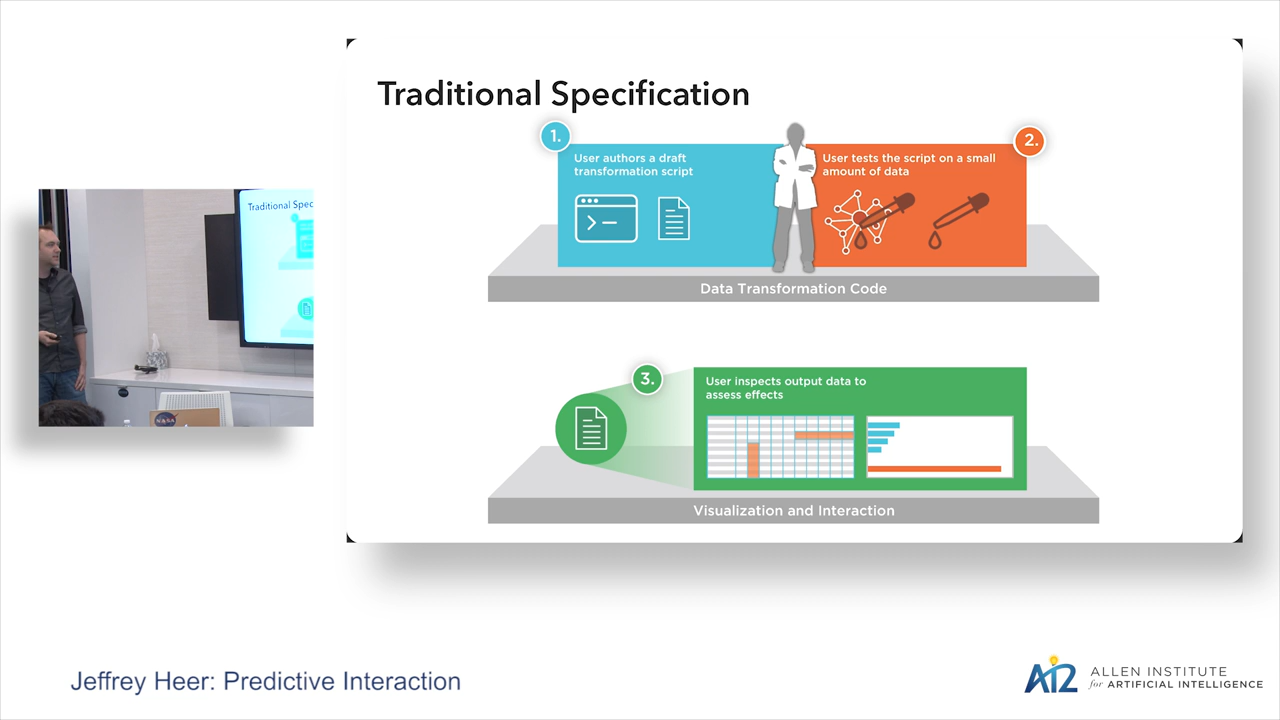 Traditional Specification
1.
User authors a draft
transformation script
2.
User tests the script on a small
amount of data
Data Transformation Code
3.
User inspects output data to
assess effects
Visualization and Interaction
Traditional Spec
NASA
Jeffrey Heer: Predictive Interaction
AI2
ALLEN INSTITUTE
for ARTIFICIAL INTELLIGENCE